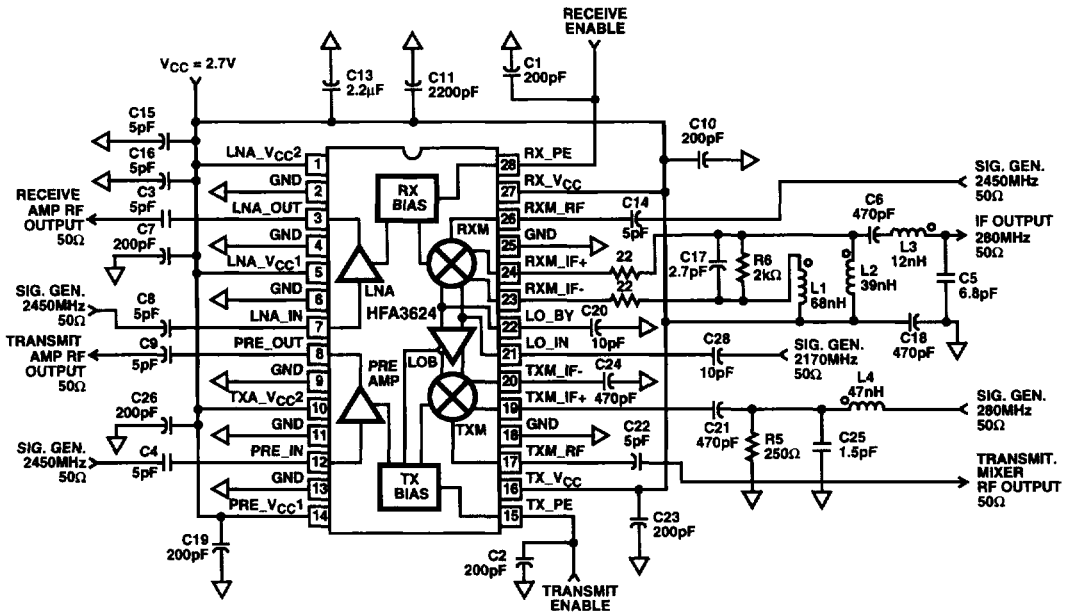 RECEIVE
ENABLE
VCC = 2.7V
C13
2.2µF
C11
2200pF
C1
200pF
C15
5pF
C16
5pF
C3
5pF
C7
200pF
RECEIVE
AMP RF
OUTPUT
50Ω
SIG. GEN.
2450MHz
50Ω
C8
5pF
TRANSMIT
AMP RF
OUTPUT
50Ω
C9
5pF
C26
200pF
SIG. GEN.
2450MHz
50Ω
C4
5pF
C19
200pF
LNA_VCC2
GND
LNA_OUT
GND
LNA_VCC1
GND
LNA_IN
PRE_OUT
GND
TXA_VCC2
GND
PRE_IN
GND
PRE_VCC1
1
2
3
4
5
6
7
8
9
10
11
12
13
14
RX
BIAS
RXM
LNA
HFA3624
LOB
PRE
AMP
TXM
TX
BIAS
28
27
26
25
24
23
22
21
20
19
18
17
16
15
RX_PE
RX_VCC
RXM_RF
GND
RXM_IF+
RXM_IF-
LO_BY
LO_IN
TXM_IF-
TXM_IF+
GND
TXM_RF
TX_VCC
TX_PE
C10
200pF
C14
5pF
22
22
C17
2.7pF
R6
2kΩ
L1
68nH
L2
39nH
C6
470pF
L3
12nH
C5
6.8pF
C18
470pF
SIG. GEN.
2450MHz
50Ω
IF OUTPUT
280MHz
50Ω
C20
10pF
C28
10pF
SIG. GEN.
2170MHz
50Ω
C24
470pF
L4
47nH
C21
470pF
R5
250Ω
C25
1.5pF
SIG. GEN.
280MHz
50Ω
C22
5pF
TRANSMIT.
MIXER
RF OUTPUT
50Ω
C23
200pF
C2
200pF
TRANSMIT
ENABLE